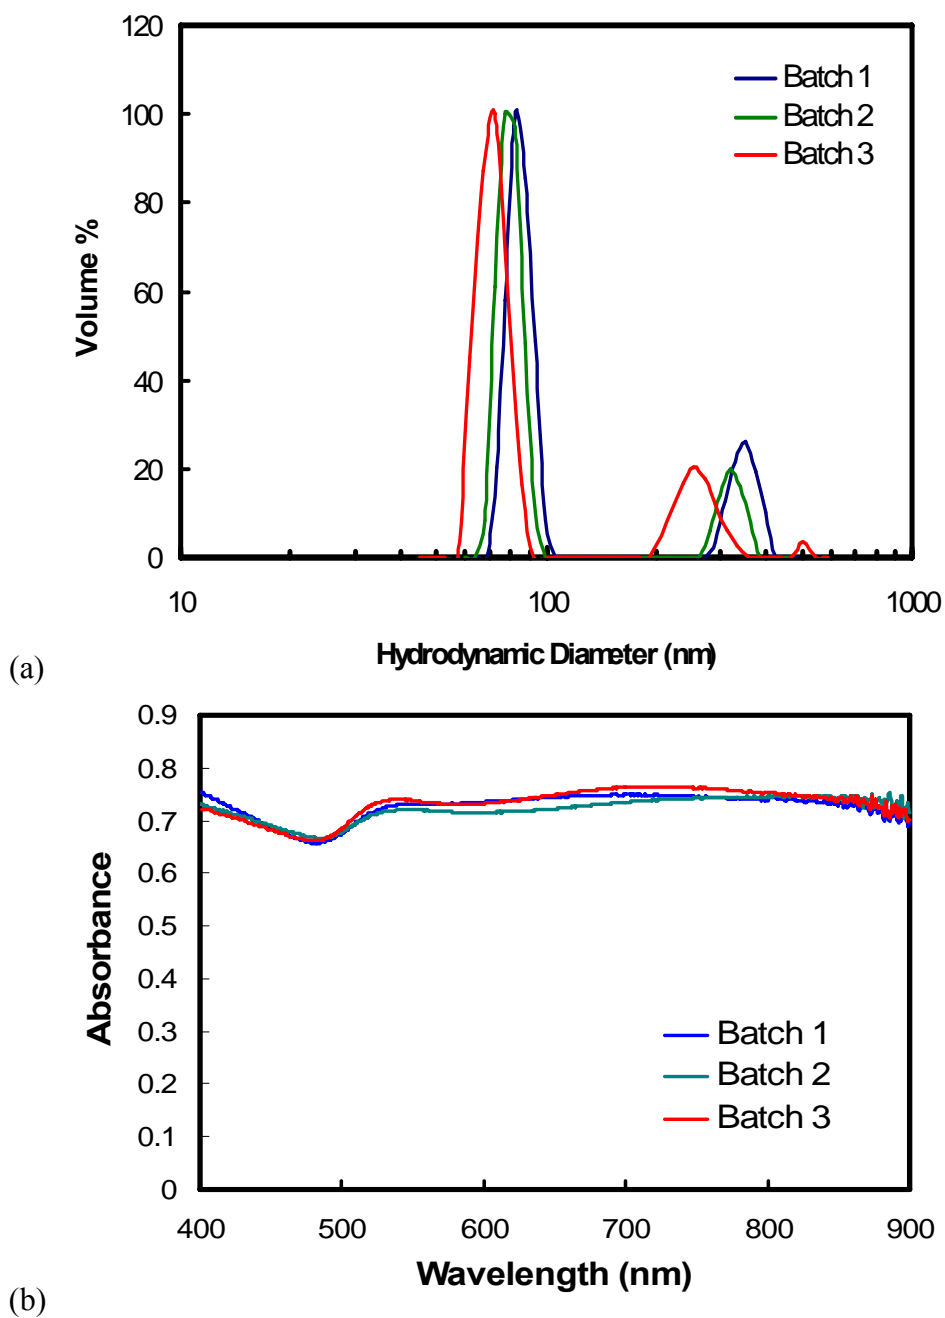 120
100
80
60
40
20
0
Volume %
Batch 1
Batch 2
Batch 3
10 100 1000
Hydrodynamic Diameter (nm)
(a)
0.9
0.8
0.7
0.6
0.5
0.4
0.3
0.2
0.1
0
Absorbance
Batch 1
Batch 2
Batch 3
400 500 600 700 800 900
Wavelength (nm)
(b)